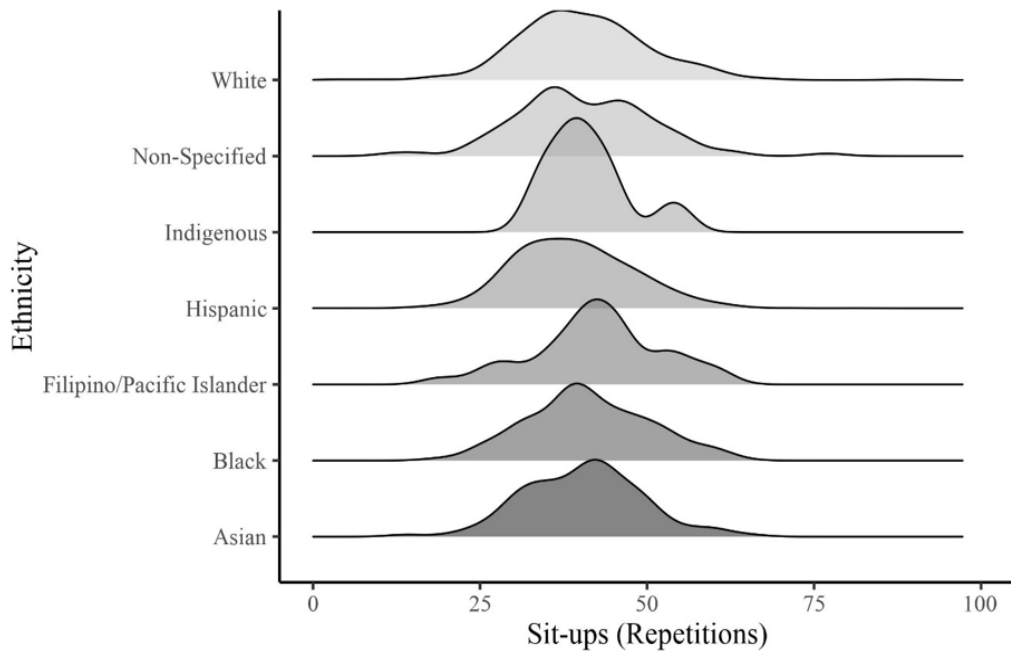 White
Non-Specified
Indigenous
Hispanic
Filipino/Pacific Islander
Black
Asian
Ethnicity
0 25 50 75 100
Sit-ups (Repetitions)